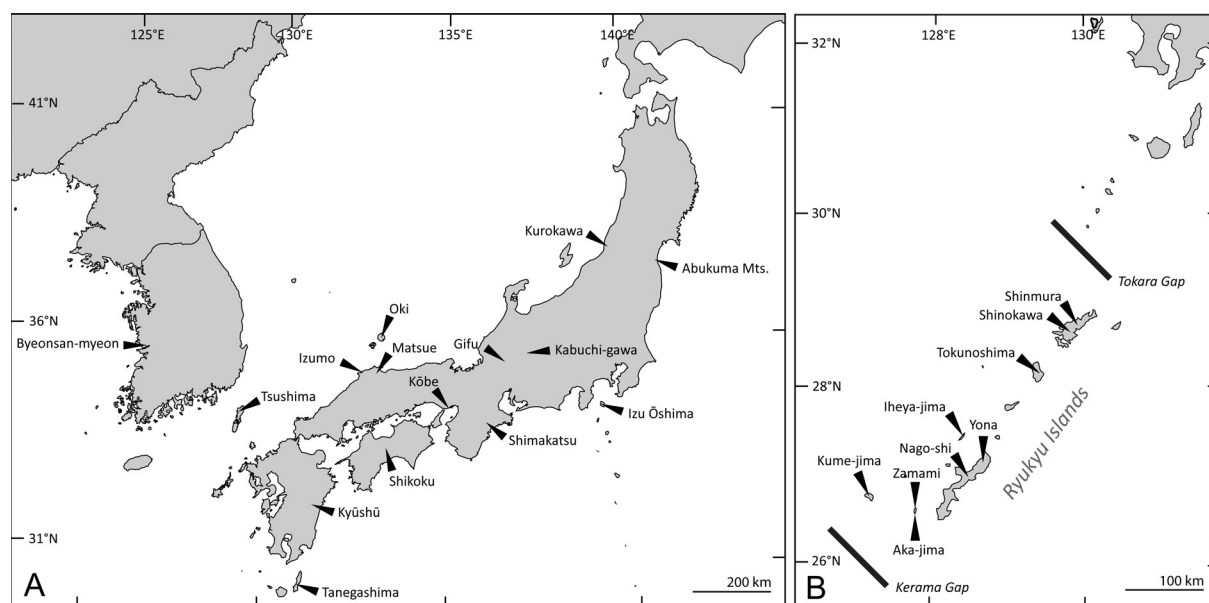 125°E
130°E
135°E
140°E
41°N
36°N
31°N
Kurokawa
Abukuma Mts.
Oki
Byeonsan-myeon
Izumo
Matsue
Gifu
Kabuchi-gawa
Tsushima
Kōbe
Izu Ōshima
Shimakatsu
Shikoku
Kyūshū
Tanegashima
A
200 km
128°E
130°E
32°N
30°N
28°N
26°N
Tokara Gap
Shinmura
Shinokawa
Tokunoshima
Iheya-jima
Yona
Nago-shi
Kume-jima
Zamami
Ryukyu Islands
Aka-jima
Kerama Gap
B
100 km